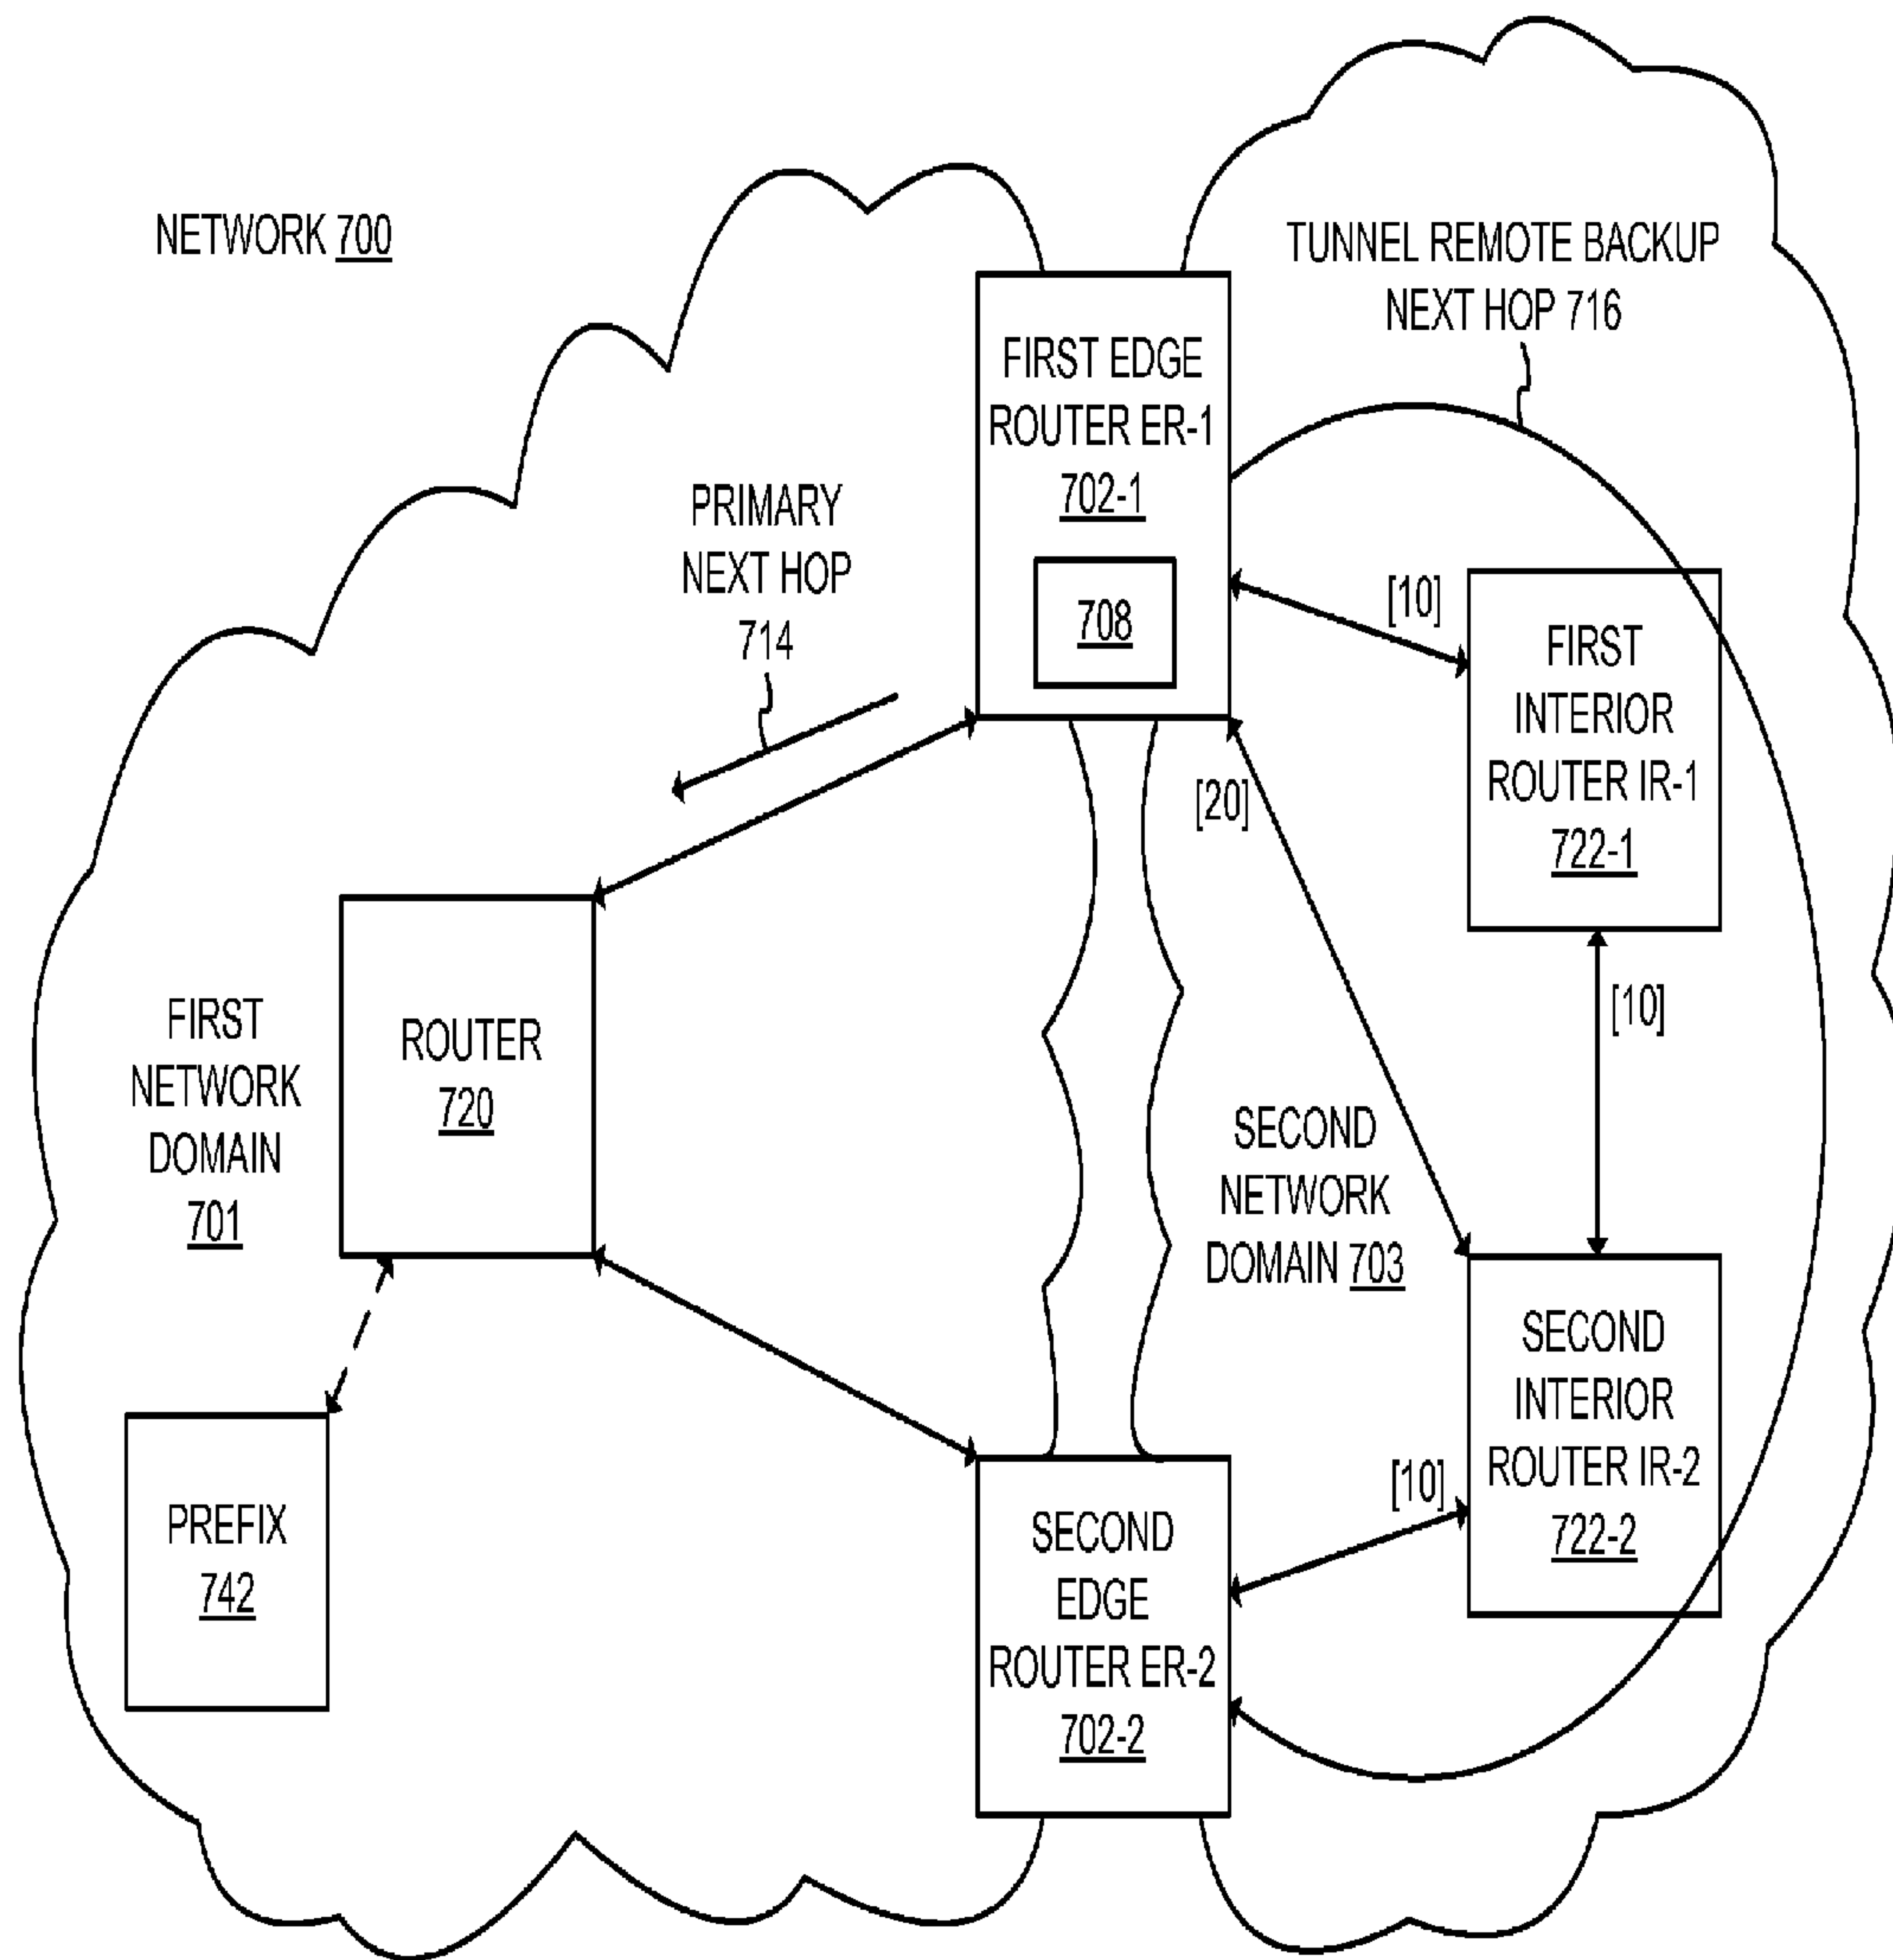 NETWORK 700
TUNNEL REMOTE BACKUP
NEXT HOP 716
FIRST EDGE
ROUTER ER-1
702-1
708
PRIMARY
NEXT HOP
714
[10]
FIRST
INTERIOR
ROUTER IR-1
722-1
[20]
[10]
FIRST
NETWORK
DOMAIN
701
ROUTER
720
SECOND
NETWORK
DOMAIN 703
SECOND
INTERIOR
ROUTER IR-2
722-2
[10]
PREFIX
742
SECOND
EDGE
ROUTER ER-2
702-2